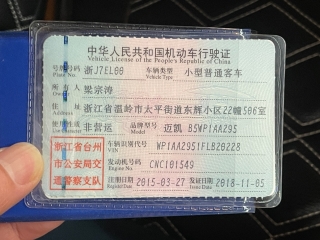 中华人民共和国机动车行驶证
Vehicle License of the People's Republic of China
号牌号码 浙J7EL00 车辆类型 小型普通客车
Plate No. Vehicle Type
所有人 梁宗涛
Owner
住址 浙江省温岭市太平街道东辉小区22幢506室
Address
使用性质 非营运 品牌型号 迈凯 B5WP1AA295
Use Character Model
浙江省台州 车辆识别代号 WP1AA2951FLB20228
VIN
市公安局交 发动机号码 CNC101549
Engine No.
通警察支队 注册日期 2015-03-27 发证日期 2018-11-05
Register Date Issue Date